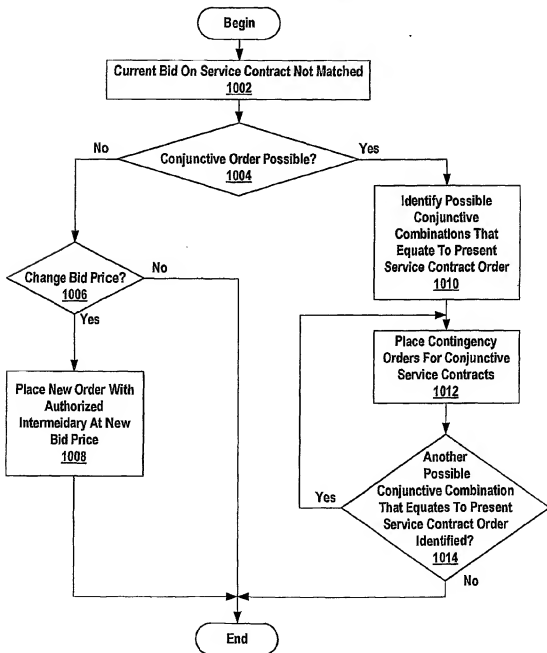 Begin
Current Bid On Service Contract Not Matched
1002
Conjunctive Order Possible?
1004
No
Yes
Identify Possible
Conjunctive
Combinations That
Equate To Present
Service Contract Order
1010
Change Bid Price?
1006
No
Yes
Place Contingency
Orders For Conjunctive
Service Contracts
1012
Place New Order With
Authorized
Intermeidary At New
Bid Price
1008
Another
Possible
Conjunctive Combination
That Equates To Present
Service Contract Order
Identified?
1014
Yes
No
End